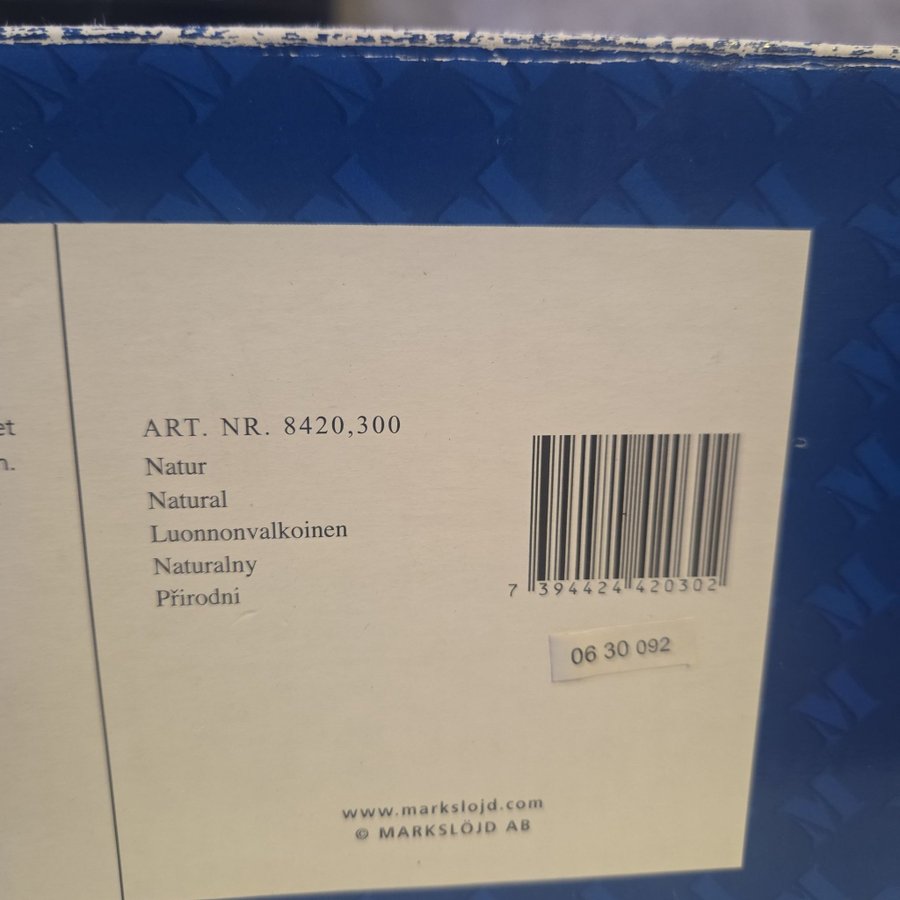 et
n.
ART. NR. 8420,300
Natur
Natural
Luonnonvalkoinen
Naturalny
Přirodni
7 394424 420302
06 30 092
www.markslojd.com
© MARKSLÖJD AB